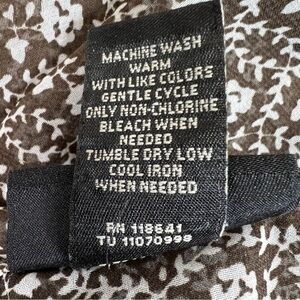 MACHINE WASH
WARM
WITH LIKE COLORS
GENTLE CYCLE
ONLY NON-CHLORINE
BLEACH WHEN
NEEDED
TUMBLE DRY LOW
COOL IRON
WHEN NEEDED
RN 118641
TU 11070999